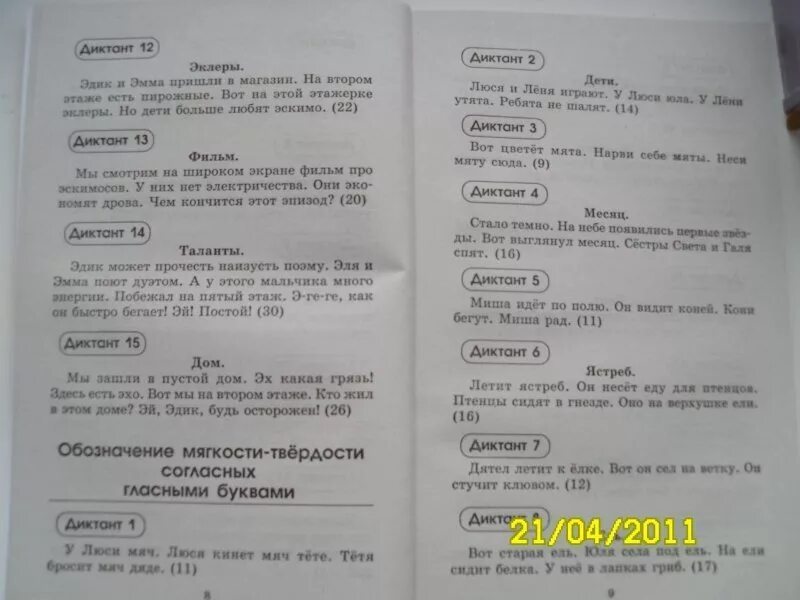 Диктант 12
Эклеры.
Эдик и Эмма пришли в магазин. На втором
этаже есть пирожные. Вот на этой этажерке
эклеры. Но дети больше любят эскимо. (22)
Диктант 13
Фильм.
Мы смотрим на широком экране фильм про
эскимосов. У них нет электричества. Они эко-
номят дрова. Чем кончится этот эпизод? (20)
Диктант 14
Таланты.
Эдик может прочесть наизусть поэму. Эля и
Эмма поют дуэтом. А у этого мальчика много
энергии. Побежал на пятый этаж. Э-ге-ге, как
он быстро бегает! Эй! Постой! (30)
Диктант 15
Дом.
Мы зашли в пустой дом. Эх какая грязь!
Здесь есть эхо. Вот мы на втором этаже. Кто жил
в этом доме? Эй, Эдик, будь осторожен! (26)
Обозначение мягкости-твёрдости
согласных
гласными буквами
Диктант 1
У Люси мяч. Люся кинет мяч тёте. Тётя
бросит мяч дяде. (11)
8
Диктант 2
Дети.
Люся и Лёня играют. У Люси юла. У Лёни
утята. Ребята не шалят. (14)
Диктант 3
Вот цветёт мята. Нарви себе мяты. Неси
мяту сюда. (9)
Диктант 4
Месяц.
Стало темно. На небе появились первые звёз-
ды. Вот выглянул месяц. Сёстры Света и Галя
спят. (16)
Диктант 5
Миша идёт по полю. Он видит коней. Кони
бегут. Миша рад. (11)
Диктант 6
Ястреб.
Летит ястреб. Он несёт еду для птенцов.
Птенцы сидят в гнезде. Оно на верхушке ели.
(16)
Диктант 7
Дятел летит к ёлке. Вот он сел на ветку. Он
стучит клювом. (12)
Диктант 8
21/04/2011
Вот старая ель. Юля села под ель. На ели
сидит белка. У неё в лапках гриб. (17)
9